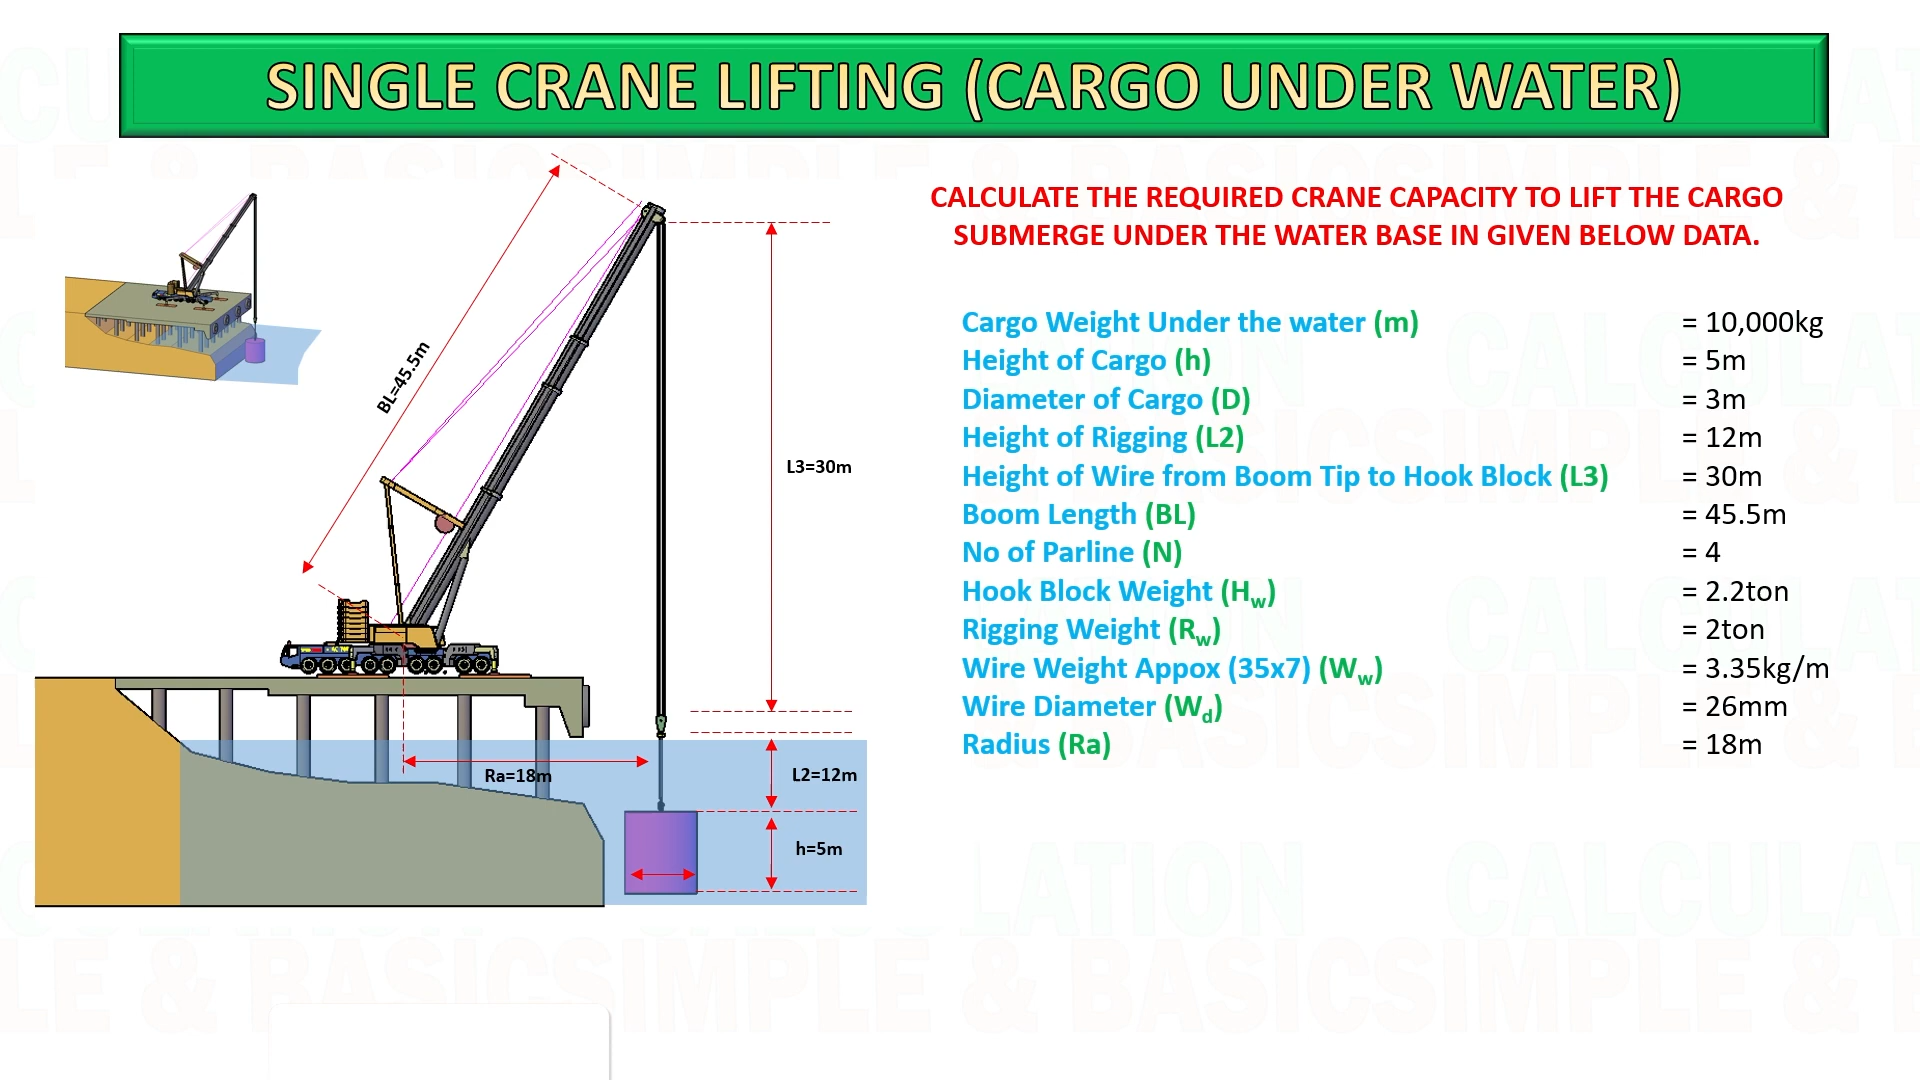 SINGLE CRANE LIFTING (CARGO UNDER WATER)
CALCULATE THE REQUIRED CRANE CAPACITY TO LIFT THE CARGO
SUBMERGE UNDER THE WATER BASE IN GIVEN BELOW DATA.
Cargo Weight Under the water (m) = 10,000kg
Height of Cargo (h) = 5m
Diameter of Cargo (D) = 3m
Height of Rigging (L2) = 12m
Height of Wire from Boom Tip to Hook Block (L3) = 30m
Boom Length (BL) = 45.5m
No of Parline (N) = 4
Hook Block Weight (Hw) = 2.2ton
Rigging Weight (Rw) = 2ton
Wire Weight Appox (35x7) (Ww) = 3.35kg/m
Wire Diameter (Wd) = 26mm
Radius (Ra) = 18m
BL=45.5m
L3=30m
Ra=18m
L2=12m
h=5m
LATION CALCULAT
LE & BASICSIMPLE & BASICSIMPLE & B